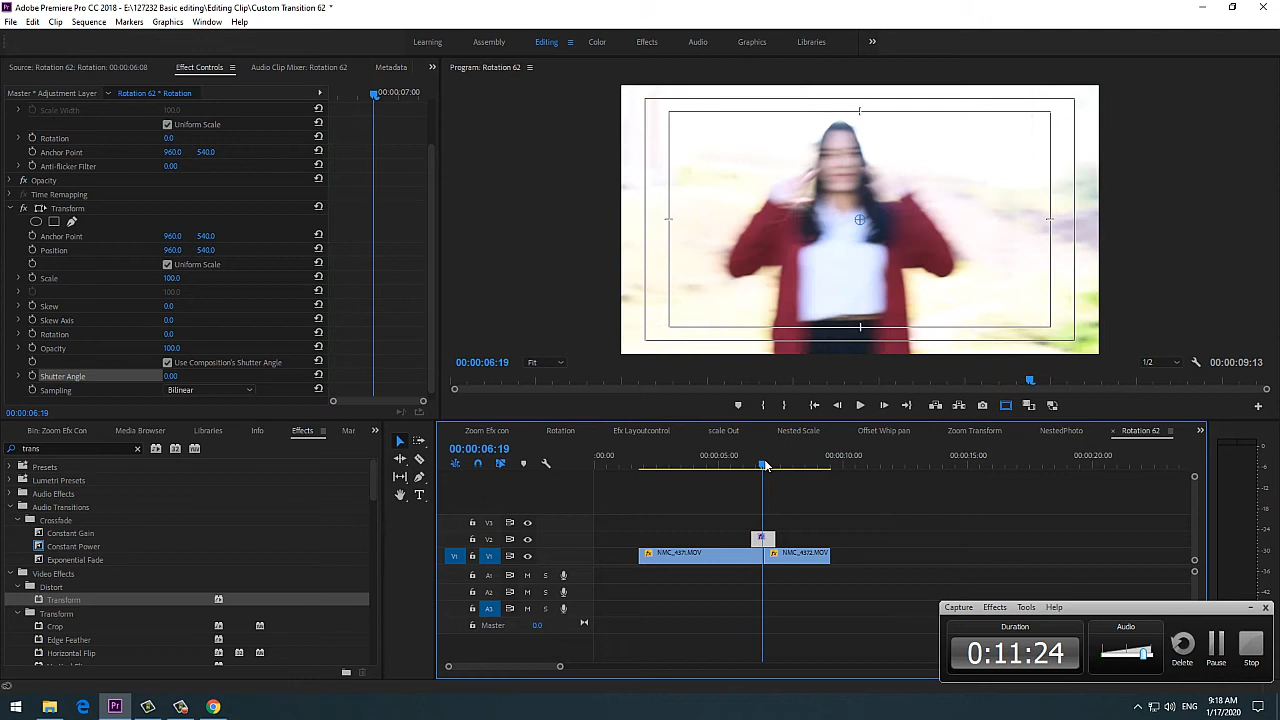 Adobe Premiere Pro CC 2018 - E:\127232 Basic editing\Editing Clip\Custom Transition 62 *
File Edit Clip Sequence Markers Graphics Window Help
Learning Assembly Editing Color Effects Audio Graphics Libraries
Source: Rotation 62: Rotation: 00:00:06:08 Effect Controls Audio Clip Mixer: Rotation 62 Metadata
Program: Rotation 62
Master * Adjustment Layer Rotation 62 * Rotation 00:00:07:00
Scale Width 100.0
Uniform Scale
Rotation 0.0
Anchor Point 960.0 540.0
Anti-flicker Filter 0.00
Opacity
Time Remapping
fx Transform
Anchor Point 960.0 540.0
Position 960.0 540.0
Uniform Scale
Scale 100.0
100.0
Skew 0.0
Skew Axis 0.0
Rotation 0.0
Opacity 100.0
Use Composition's Shutter Angle
Shutter Angle 0.00
Sampling Bilinear
00:00:06:19
00:00:06:19 Fit 1/2 00:00:09:13
Bin: Zoom Efx Con Media Browser Libraries Effects Mar
trans
Presets
Lumetri Presets
Audio Effects
Audio Transitions
Crossfade
Constant Gain
Constant Power
Exponential Fade
Video Effects
Distort
Transform
Transform
Crop
Edge Feather
Horizontal Flip
Zoom Efx con Rotation Efx Layoutcontrol scale Out Nested Scale Offset Whip pan Zoom Transform NestedPhoto Rotation 62
00:00:06:19
:00:00 00:00:05:00 00:00:10:00 00:00:15:00 00:00:20:00
V3
V2
V1 V1 fx NMC_4371.MOV fx NMC_4372.MOV
A1 M S
A2 M S
A3 M S
Master 0.0
Capture Effects Tools Help
Duration Audio
0:11:24
Delete Pause Stop
ENG
9:18 AM
1/17/2020